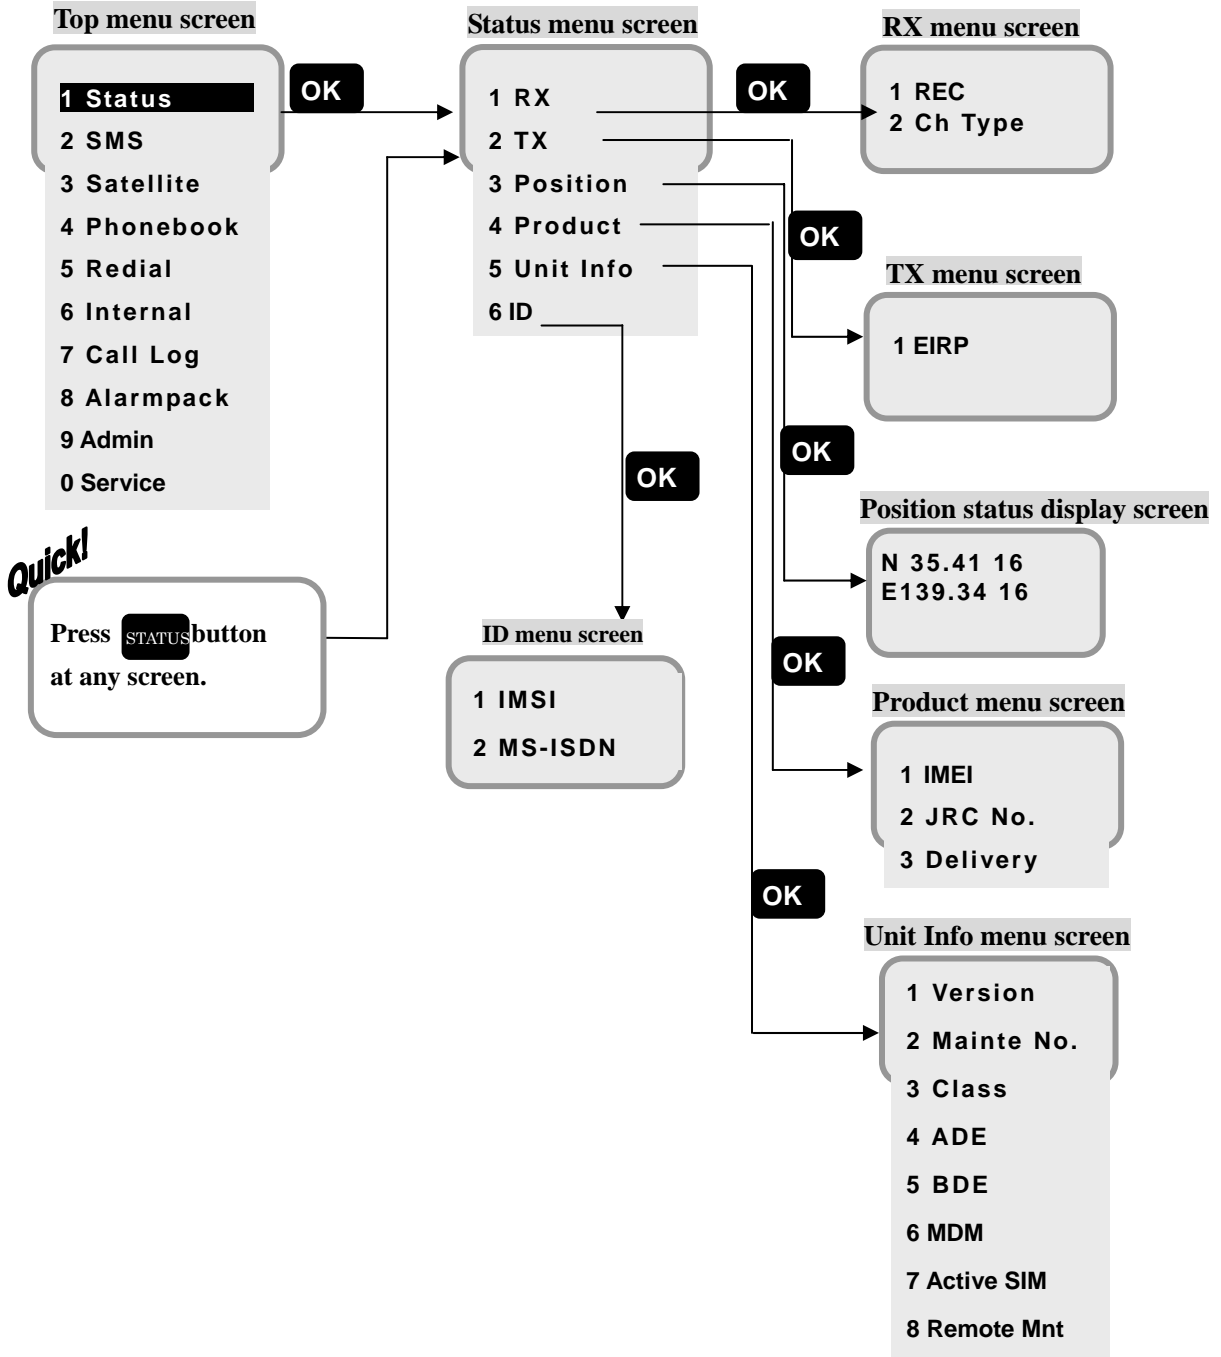 Top menu screen
1 Status
2 SMS
3 Satellite
4 Phonebook
5 Redial
6 Internal
7 Call Log
8 Alarmpack
9 Admin
0 Service
OK
Quick!
Press STATUS button
at any screen.
Status menu screen
1 RX
2 TX
3 Position
4 Product
5 Unit Info
6 ID
OK
RX menu screen
1 REC
2 Ch Type
OK
TX menu screen
1 EIRP
OK
Position status display screen
N 35.41 16
E139.34 16
OK
Product menu screen
1 IMEI
2 JRC No.
3 Delivery
OK
Unit Info menu screen
1 Version
2 Mainte No.
3 Class
4 ADE
5 BDE
6 MDM
7 Active SIM
8 Remote Mnt
OK
ID menu screen
1 IMSI
2 MS-ISDN